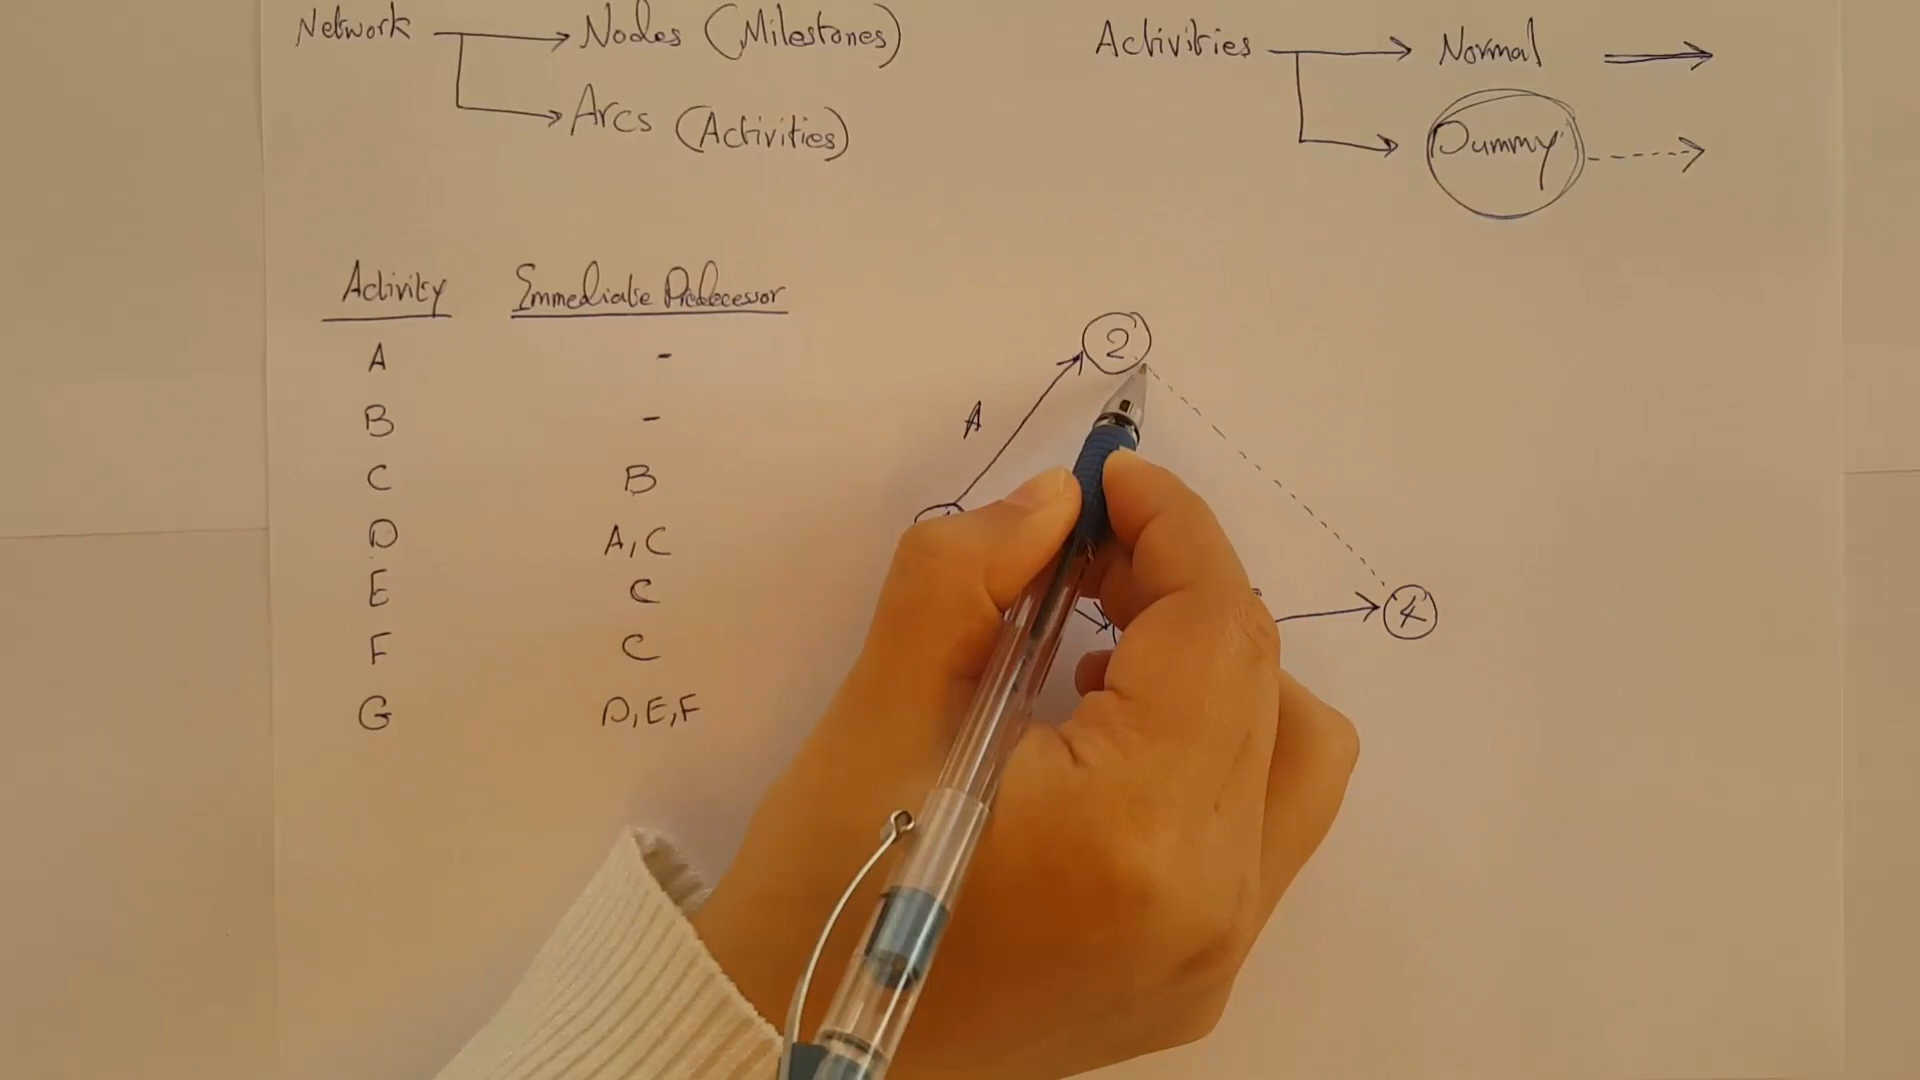 Network → Nodes (Milestones)
→ Arcs (Activities)
Activities → Normal
→ Dummy
Activity Immediate Predecessor
A -
B -
C B
D A, C
E C
F C
G D, E, F
2
A
4